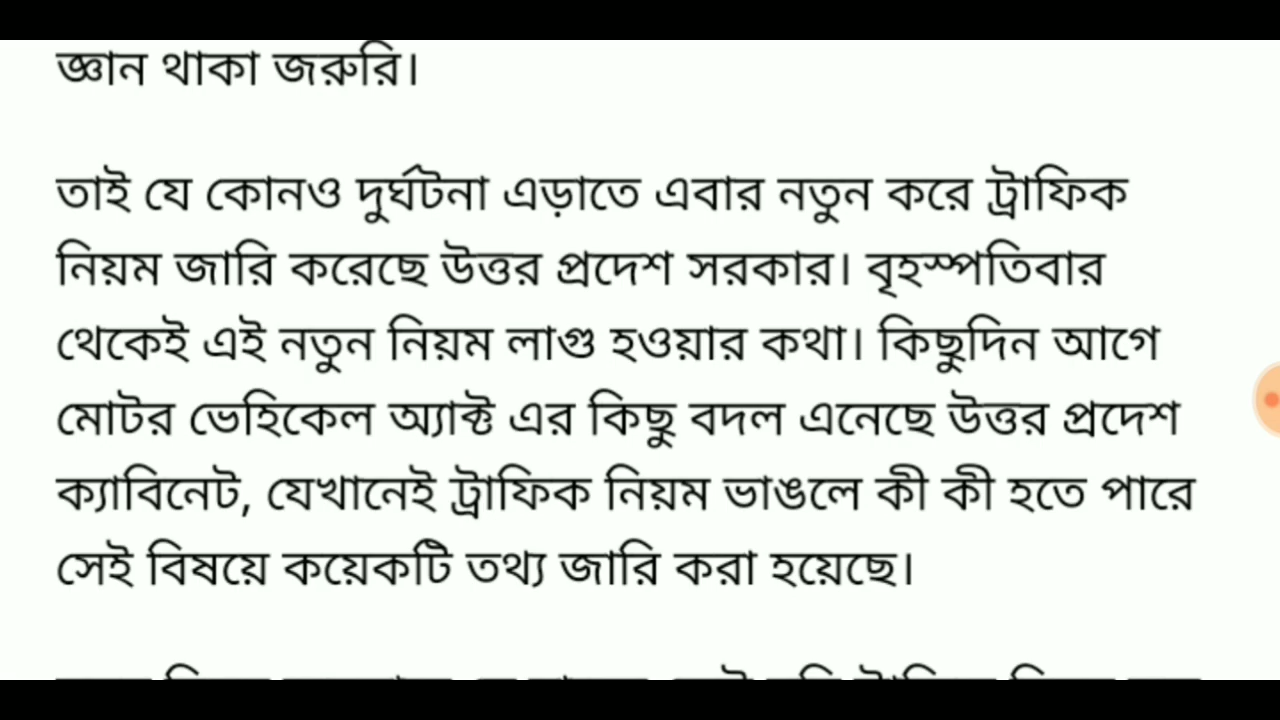 জ্ঞান থাকা জরুরি।
তাই যে কোনও দুর্ঘটনা এড়াতে এবার নতুন করে ট্রাফিক
নিয়ম জারি করেছে উত্তর প্রদেশ সরকার। বৃহস্পতিবার
থেকেই এই নতুন নিয়ম লাগু হওয়ার কথা। কিছুদিন আগে
মোটর ভেহিকেল অ্যাক্ট এর কিছু বদল এনেছে উত্তর প্রদেশ
ক্যাবিনেট, যেখানেই ট্রাফিক নিয়ম ভাঙলে কী কী হতে পারে
সেই বিষয়ে কয়েকটি তথ্য জারি করা হয়েছে।